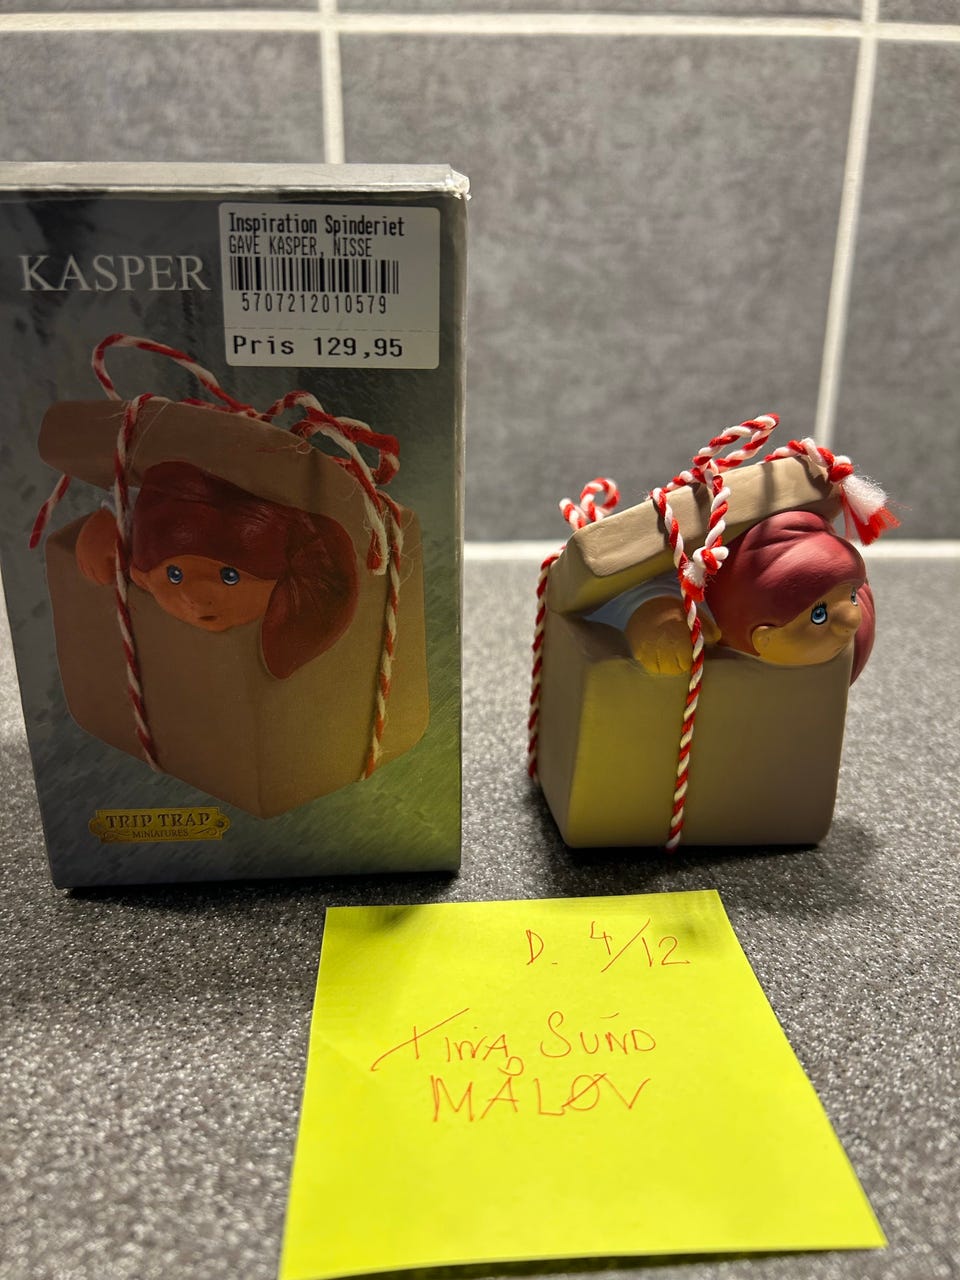 KASPER
Inspiration Spinderiet
GAVE KASPER, NISSE
5707212010579
Pris 129,95
TRIP TRAP
MINIATURES
D. 4/12
Tina Sund
MÅLØV